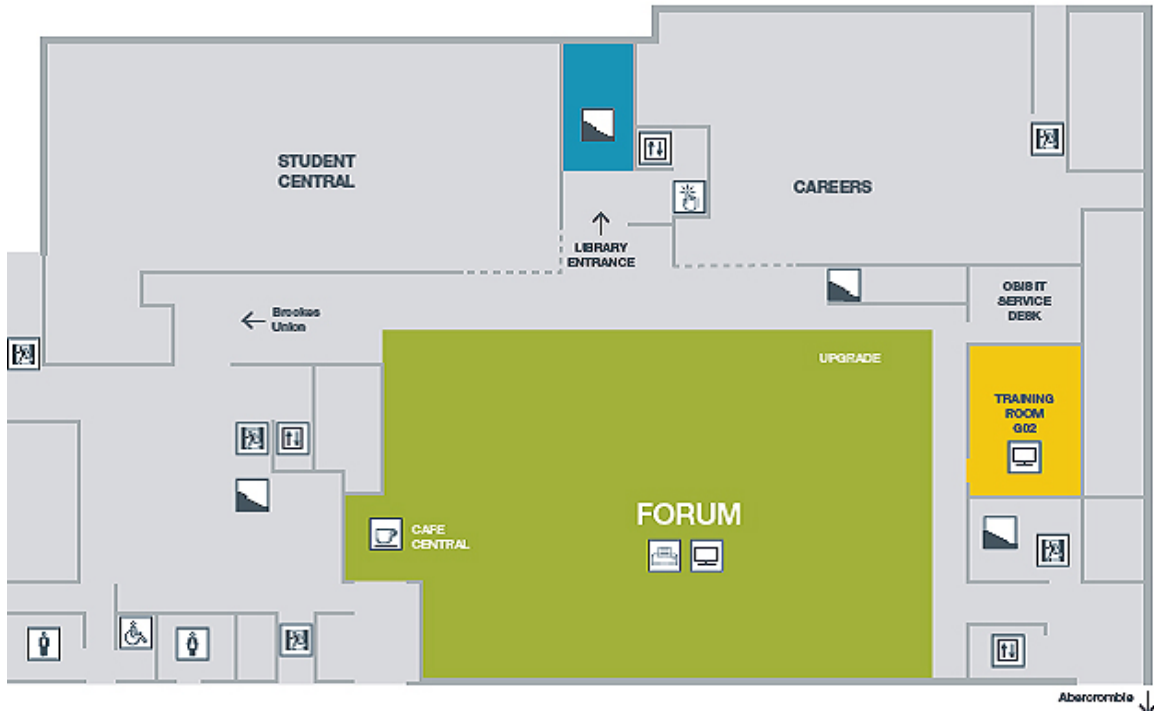 STUDENT
CENTRAL
CAREERS
LIBRARY
ENTRANCE
OBIS IT
SERVICE
DESK
Brookes
Union
UPGRADE
TRAINING
ROOM
G02
FORUM
CAFE
CENTRAL
Abercrombie